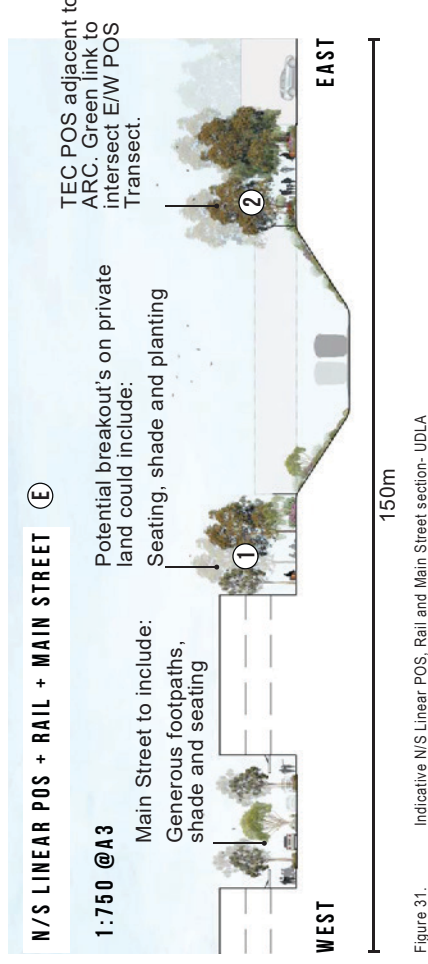 N/S LINEAR POS + RAIL + MAIN STREET E
1:750 @A3
Main Street to include:
Generous footpaths,
shade and seating
Potential breakout's on private
land could include:
Seating, shade and planting
TEC POS adjacent to
ARC. Green link to
intersect E/W POS
Transect.
1
2
WEST
EAST
150m
Figure 31. Indicative N/S Linear POS, Rail and Main Street section- UDLA